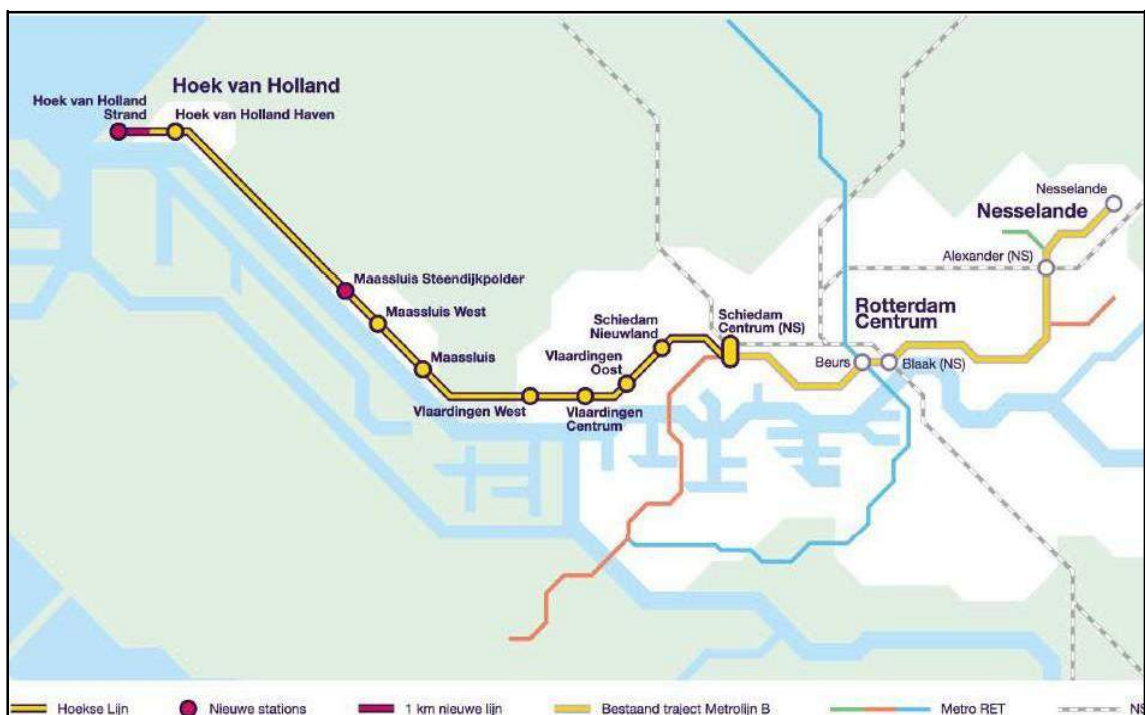 Hoek van Holland
Hoek van Holland
Strand
Hoek van Holland Haven
Nesselande
Nesselande
Alexander (NS)
Maassluis Steendijkpolder
Maassluis West
Maassluis
Schiedam
Nieuwland
Schiedam
Centrum (NS)
Rotterdam
Centrum
Vlaardingen
Oost
Beurs
Blaak (NS)
Vlaardingen West
Vlaardingen
Centrum
Hoekse Lijn
Nieuwe stations
1 km nieuwe lijn
Bestaand traject Metrolijn B
Metro RET